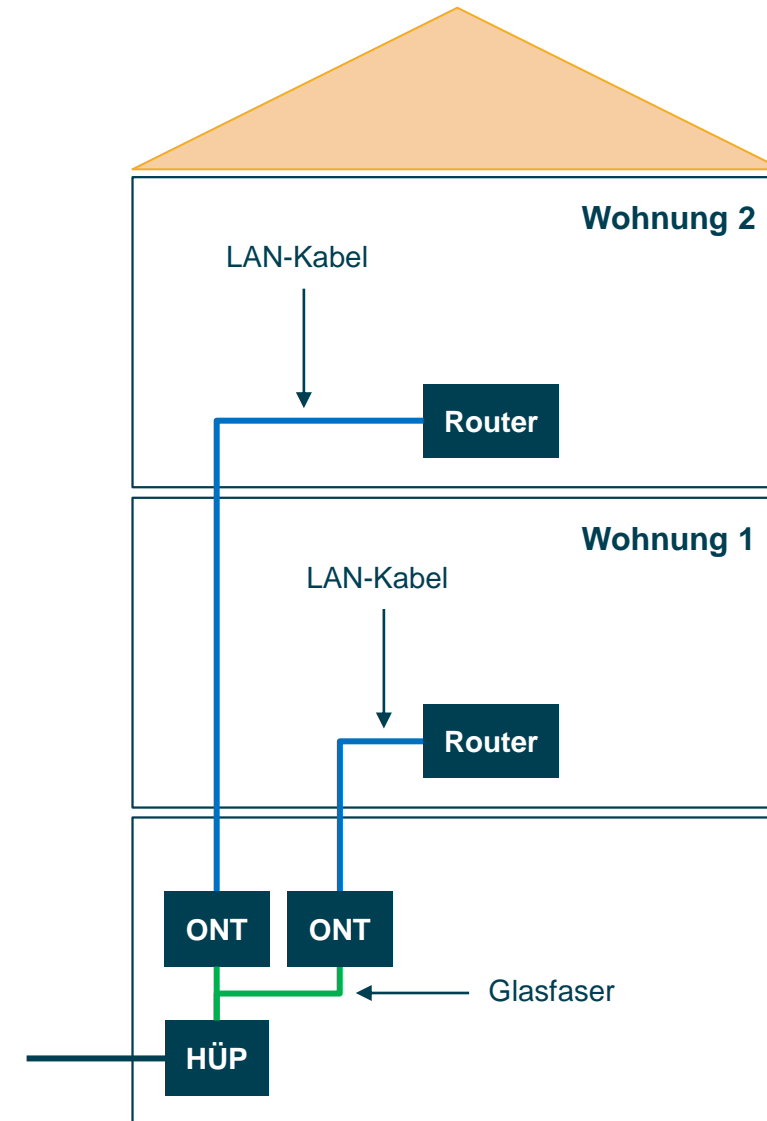 Wohnung 2
LAN-Kabel
Router
Wohnung 1
LAN-Kabel
Router
ONT
ONT
Glasfaser
HÜP